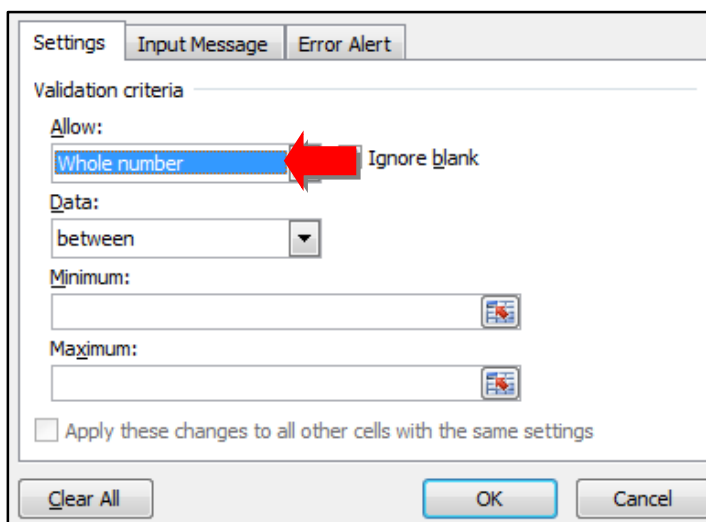 Settings Input Message Error Alert
Validation criteria
Allow:
Whole number Ignore blank
Data:
between
Minimum:
Maximum:
Apply these changes to all other cells with the same settings
Clear All OK Cancel